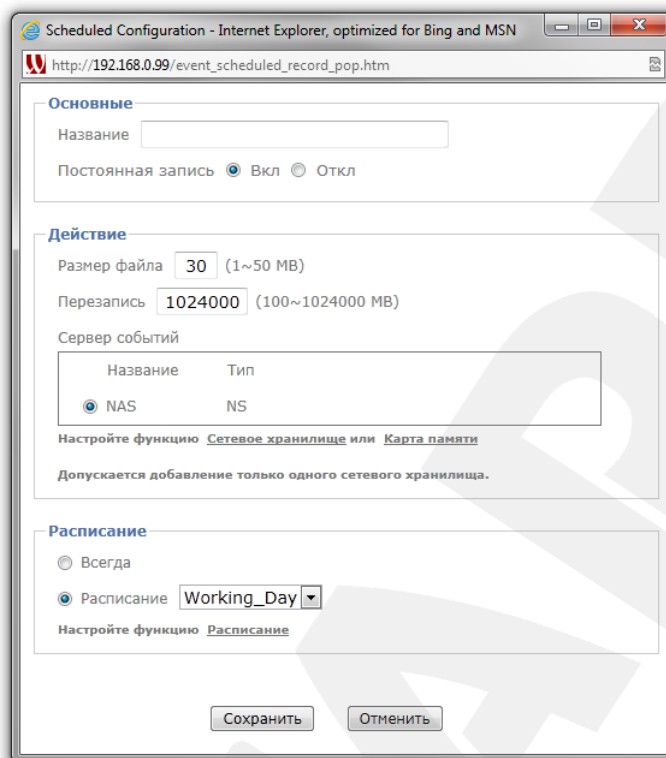 Scheduled Configuration - Internet Explorer, optimized for Bing and MSN
http://192.168.0.99/event_scheduled_record_pop.htm
Основные
Название
Постоянная запись Вкл Откл
Действие
Размер файла 30 (1~50 MB)
Перезапись 1024000 (100~1024000 MB)
Сервер событий
Название Тип
NAS NS
Настройте функцию Сетевое хранилище или Карта памяти
Допускается добавление только одного сетевого хранилища.
Расписание
Всегда
Расписание Working_Day
Настройте функцию Расписание
Сохранить Отменить